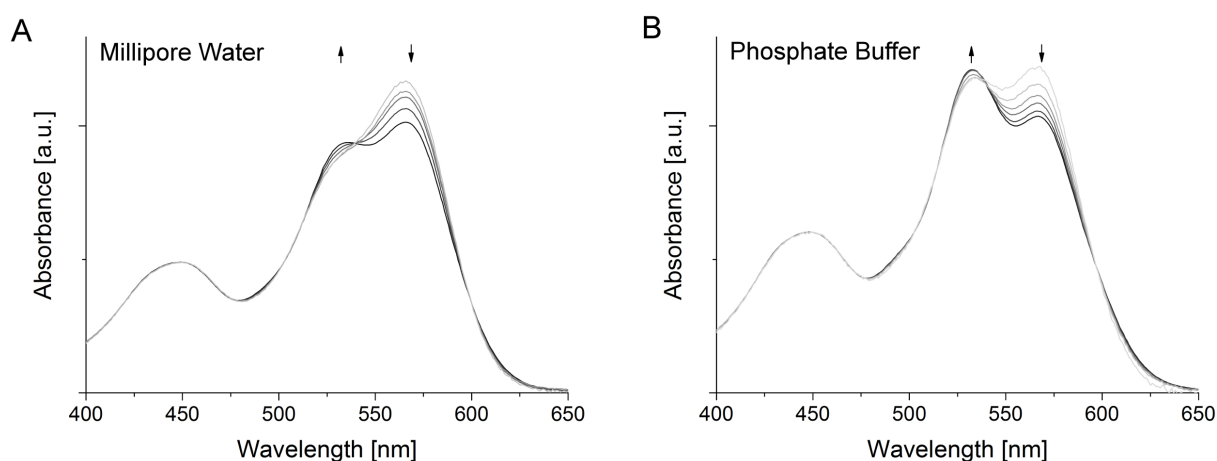 A
Millipore Water
Absorbance [a.u.]
400 450 500 550 600 650
Wavelength [nm]
B
Phosphate Buffer
Absorbance [a.u.]
400 450 500 550 600 650
Wavelength [nm]